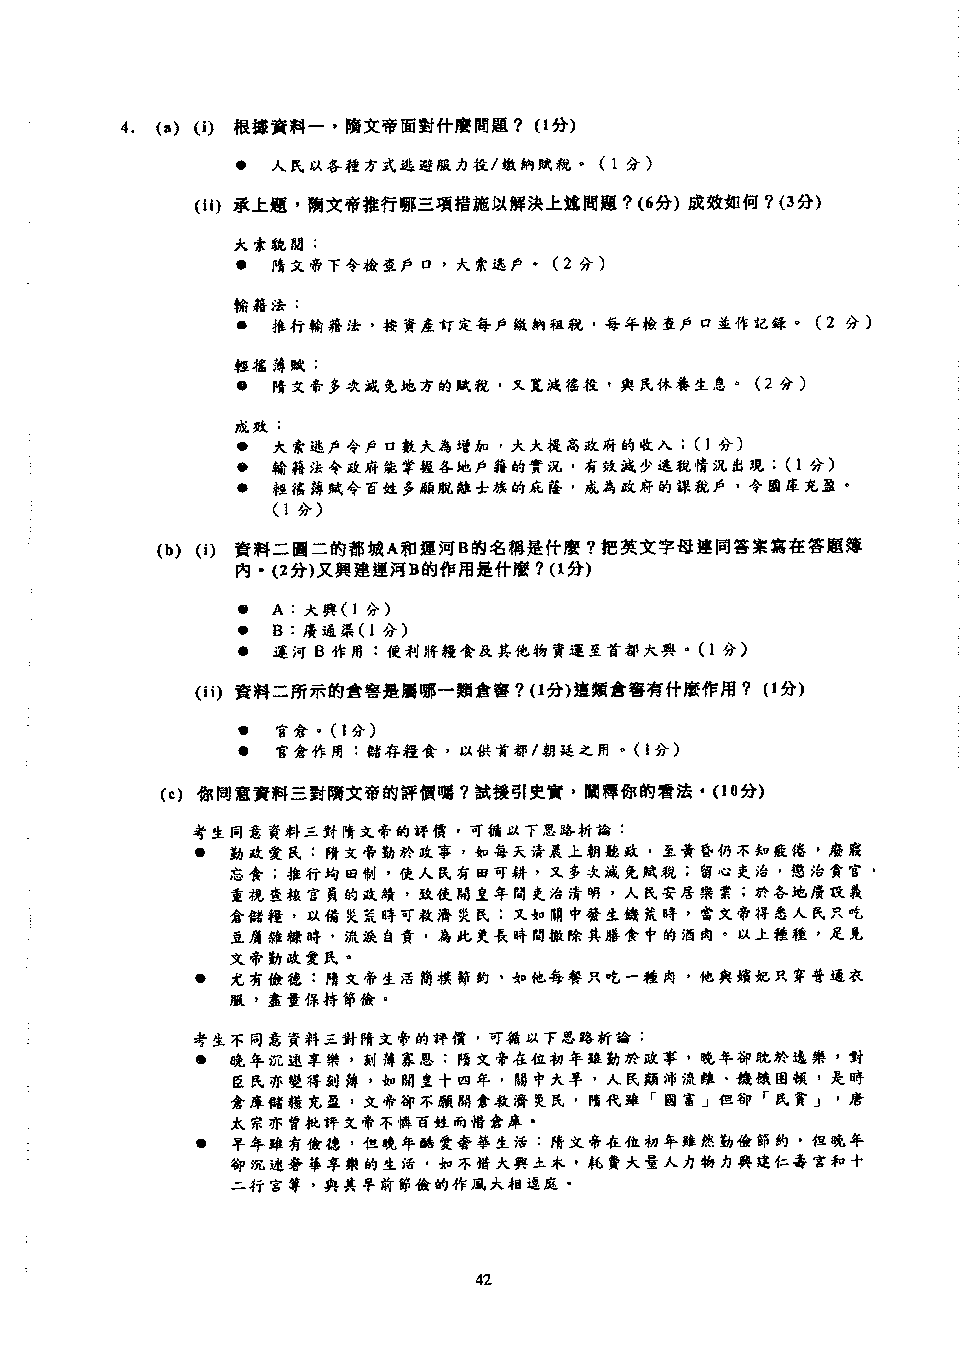 4. (a) (i) 根據資料一，隋文帝面對什麼問題？ (1分)
● 人民以各種方式逃避服力役/繳納賦稅。（1 分）
(ii) 承上題，隋文帝推行哪三項措施以解決上述問題？(6分) 成效如何？(3分)
大索貌閱：
● 隋文帝下令檢查戶口，大索逃戶。（2 分）
輸籍法：
● 推行輸籍法，按資產訂定每戶繳納租稅，每年檢查戶口並作記錄。（2 分）
輕徭薄賦：
● 隋文帝多次減免地方的賦稅，又寬減徭役，與民休養生息。（2 分）
成效：
● 大索逃戶令戶口數大為增加，大大提高政府的收入；(1 分)
● 輸籍法令政府能掌握各地戶籍的實況，有效減少逃稅情況出現；(1 分)
● 輕徭薄賦令百姓多願脫離士族的庇蔭，成為政府的課稅戶，令國庫充盈。
(1 分)
(b) (i) 資料二圖二的都城A和運河B的名稱是什麼？把英文字母連同答案寫在答題簿
內。(2分)又興建運河B的作用是什麼？(1分)
● A：大興(1 分)
● B：廣通渠(1 分)
● 運河 B 作用：便利將糧食及其他物資運至首都大興。(1 分)
(ii) 資料二所示的倉窖是屬哪一類倉窖？(1分)這類倉窖有什麼作用？ (1分)
● 官倉。(1分)
● 官倉作用：儲存糧食，以供首都/朝廷之用。(1分)
(c) 你同意資料三對隋文帝的評價嗎？試援引史實，闡釋你的看法。(10分)
考生同意資料三對隋文帝的評價，可循以下思路析論：
● 勤政愛民：隋文帝勤於政事，如每天清晨上朝聽政，至黃昏仍不知疲倦，廢寢
忘食；推行均田制，使人民有田可耕，又多次減免賦稅；留心吏治，懲治貪官，
重視查核官員的政績，致使開皇年間吏治清明，人民安居樂業；於各地廣設義
倉儲糧，以備災荒時可救濟災民；又如關中發生饑荒時，當文帝得悉人民只吃
豆屑雜糠時，流淚自責，為此更長時間撤除其膳食中的酒肉。以上種種，足見
文帝勤政愛民。
● 尤有儉德：隋文帝生活簡樸節約，如他每餐只吃一種肉，他與嬪妃只穿普通衣
服，盡量保持節儉。
考生不同意資料三對隋文帝的評價，可循以下思路析論：
● 晚年沉迷享樂，刻薄寡恩：隋文帝在位初年雖勤於政事，晚年卻耽於逸樂，對
臣民亦變得刻薄，如開皇十四年，關中大旱，人民顛沛流離、饑餓困頓，是時
倉庫儲糧充盈，文帝卻不願開倉救濟災民，隋代雖「國富」但卻「民貧」，唐
太宗亦曾批評文帝不憐百姓而惜倉庫。
● 早年雖有儉德，但晚年酷愛奢華生活：隋文帝在位初年雖然勤儉節約，但晚年
卻沉迷奢華享樂的生活，如不惜大興土木，耗費大量人力物力興建仁壽宮和十
二行宮等，與其早前節儉的作風大相逕庭。
42